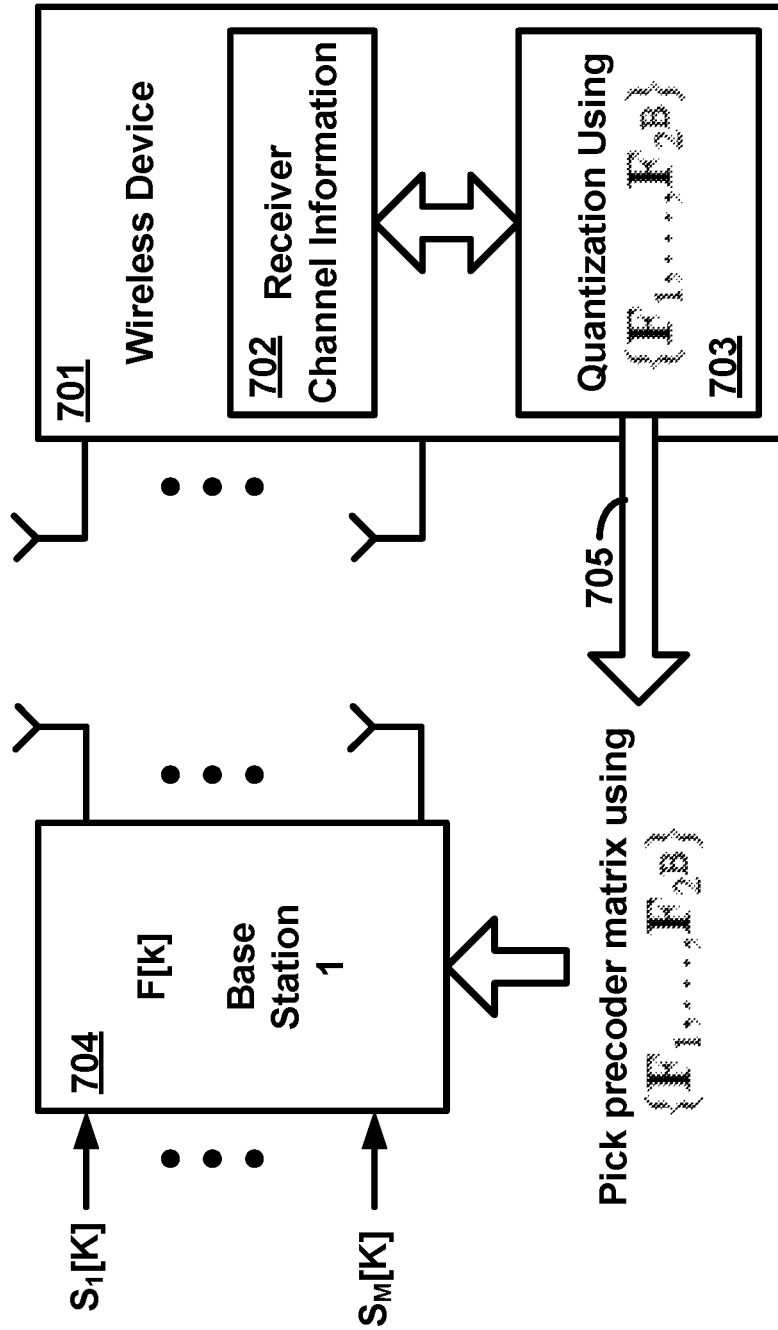 S1[K]
SM[K]
704
F[k]
Base
Station
1
Pick precoder matrix using
{F1,...,F2B}
705
701
Wireless Device
702
Receiver
Channel Information
Quantization Using
{F1,...,F2B}
703